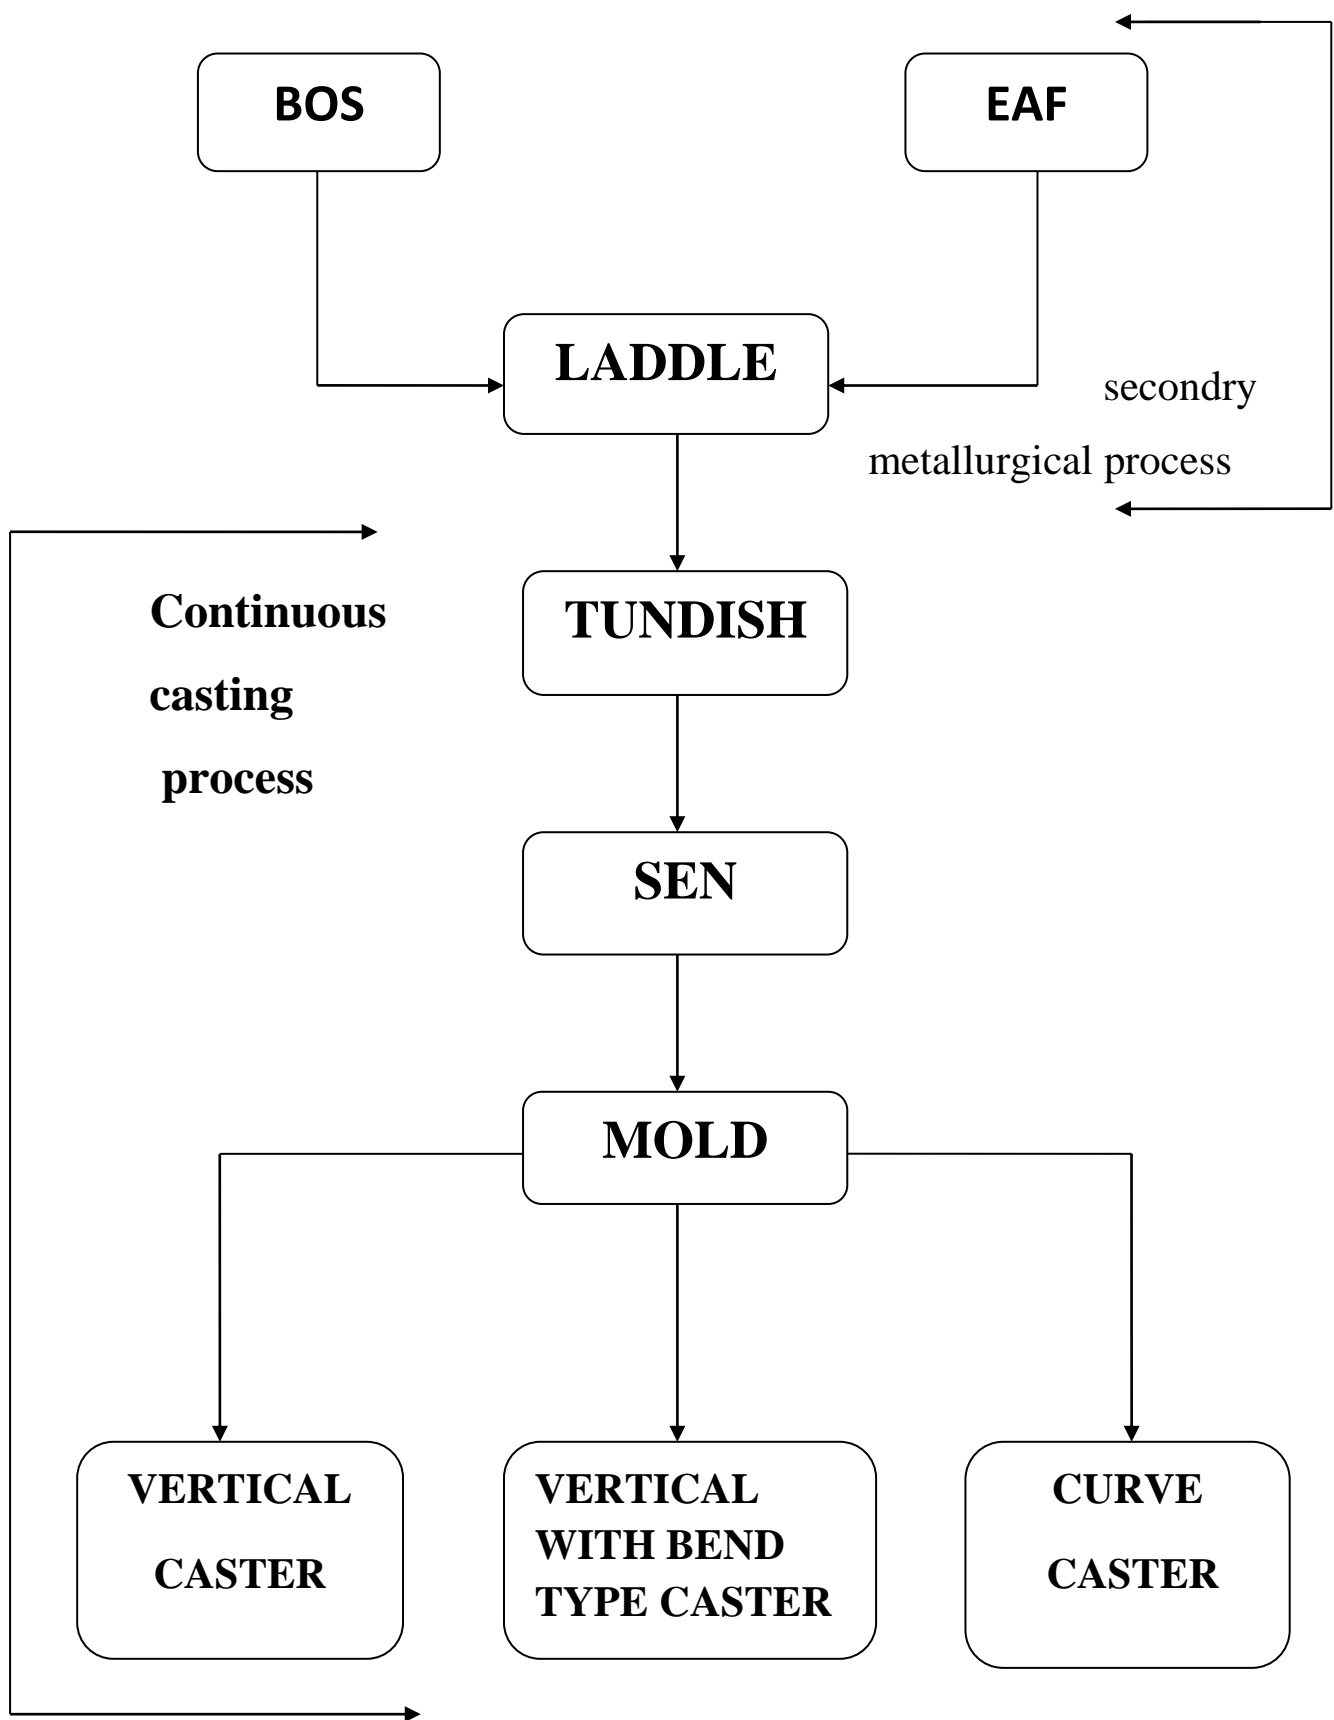 BOS
EAF
LADDLE
secondry
metallurgical process
Continuous
casting
process
TUNDISH
SEN
MOLD
VERTICAL
CASTER
VERTICAL
WITH BEND
TYPE CASTER
CURVE
CASTER